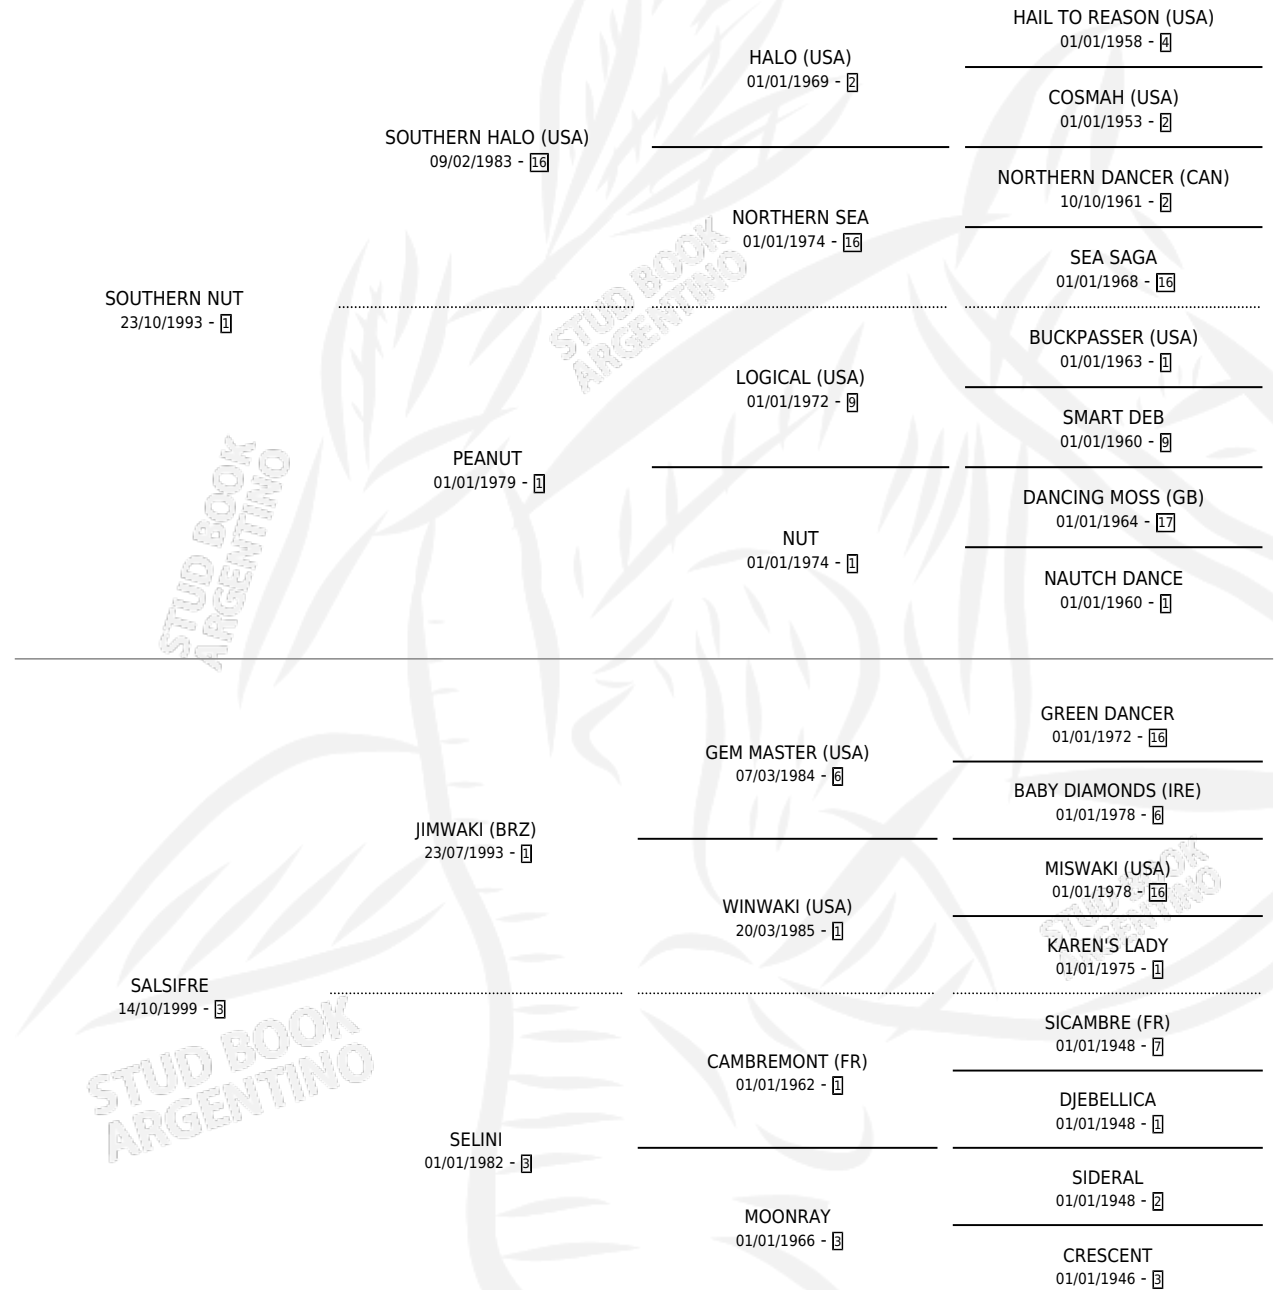 HAIL TO REASON (USA)
01/01/1958 - 4
HALO (USA)
01/01/1969 - 2
COSMAH (USA)
01/01/1953 - 2
SOUTHERN HALO (USA)
09/02/1983 - 16
NORTHERN DANCER (CAN)
10/10/1961 - 2
NORTHERN SEA
01/01/1974 - 16
SEA SAGA
01/01/1968 - 16
SOUTHERN NUT
23/10/1993 - 1
STUD BOOK
ARGENTINO
BUCKPASSER (USA)
01/01/1963 - 1
LOGICAL (USA)
01/01/1972 - 9
SMART DEB
01/01/1960 - 9
PEANUT
01/01/1979 - 1
DANCING MOSS (GB)
01/01/1964 - 17
NUT
01/01/1974 - 1
NAUTCH DANCE
01/01/1960 - 1
STUD BOOK
ARGENTINO
GREEN DANCER
01/01/1972 - 16
GEM MASTER (USA)
07/03/1984 - 6
BABY DIAMONDS (IRE)
01/01/1978 - 6
JIMWAKI (BRZ)
23/07/1993 - 1
MISWAKI (USA)
01/01/1978 - 16
WINWAKI (USA)
20/03/1985 - 1
STUD BOOK
ARGENTINO
KAREN'S LADY
01/01/1975 - 1
SALSIFRE
14/10/1999 - 3
SICAMBRE (FR)
01/01/1948 - 7
CAMBREMONT (FR)
01/01/1962 - 1
STUD BOOK
ARGENTINO
DJEBELLICA
01/01/1948 - 1
SELINI
01/01/1982 - 3
SIDERAL
01/01/1948 - 2
MOONRAY
01/01/1966 - 3
CRESCENT
01/01/1946 - 3